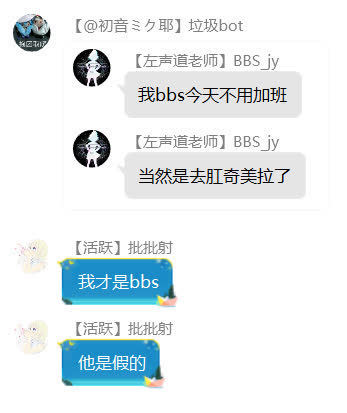 【@初音ミク耶】垃圾bot
【左声道老师】BBS_jy
我bbs今天不用加班
【左声道老师】BBS_jy
当然是去肛奇美拉了
【活跃】批批射
我才是bbs
【活跃】批批射
他是假的